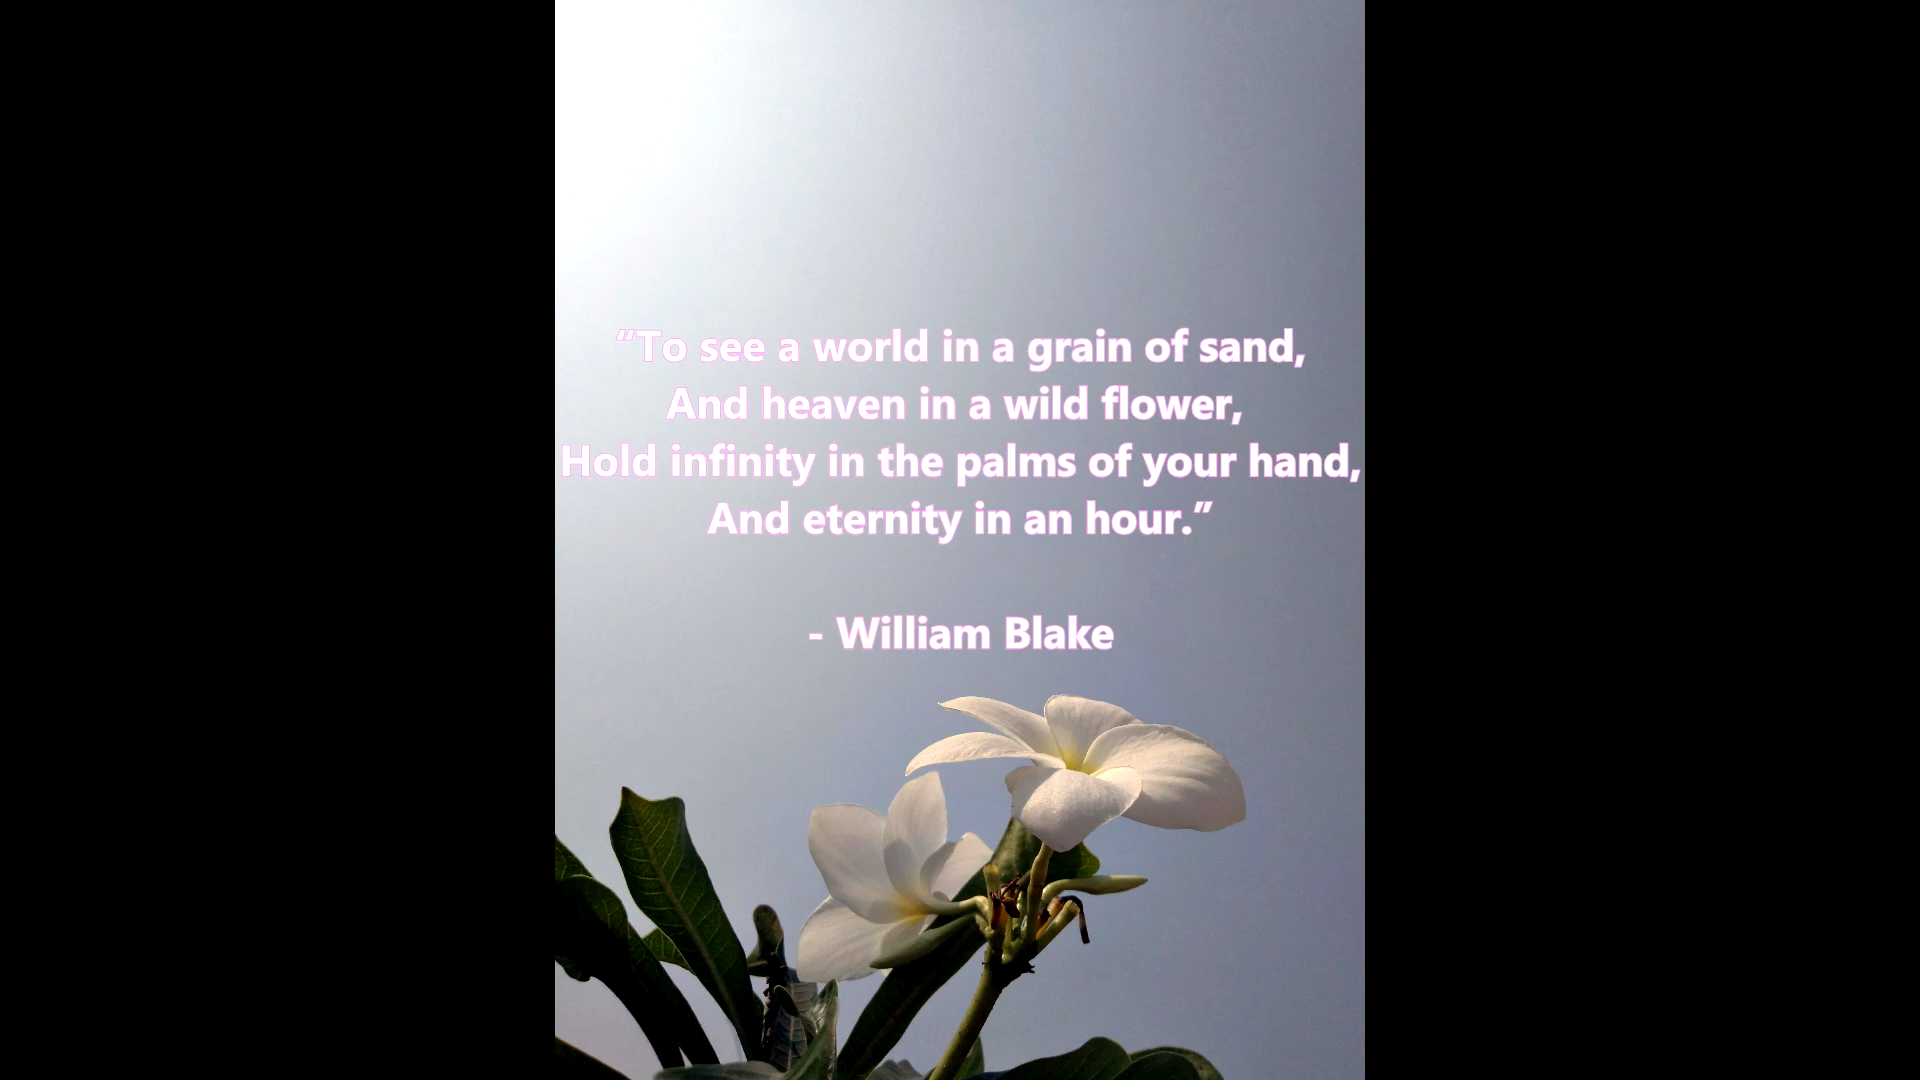 “To see a world in a grain of sand,
And heaven in a wild flower,
Hold infinity in the palms of your hand,
And eternity in an hour.”
- William Blake